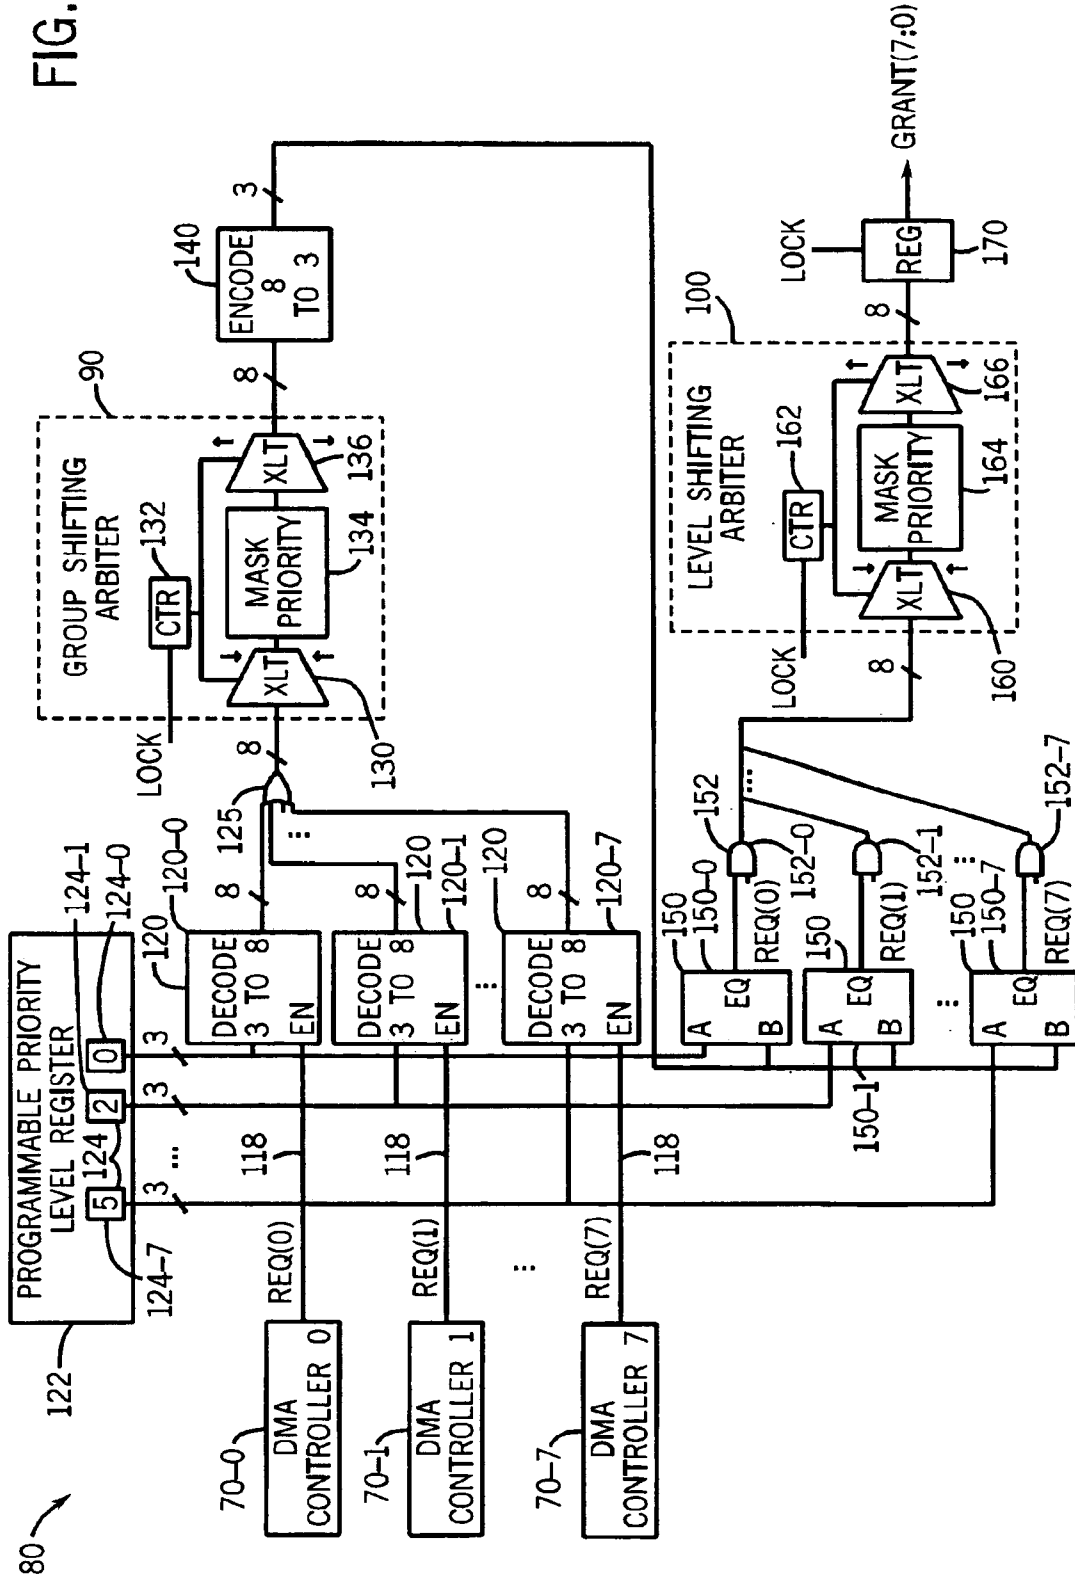 FIG.
80
122
PROGRAMMABLE PRIORITY
LEVEL REGISTER
5
124
2
0
124-7
124-1
124-0
3
...
3
3
70-0
DMA
CONTROLLER 0
REQ(0)
118
70-1
DMA
CONTROLLER 1
REQ(1)
118
...
70-7
DMA
CONTROLLER 7
REQ(7)
118
...
120
120-0
DECODE
3 TO 8
EN
8
DECODE
3 TO 8
EN
120
120-1
8
...
120
DECODE
3 TO 8
EN
120-7
8
125
...
8
LOCK
GROUP SHIFTING
ARBITER
90
CTR
132
XLT
130
MASK
PRIORITY
134
XLT
136
8
140
ENCODE
8
TO 3
3
150
150-0
A
EQ
B
REQ(0)
152
152-0
150
A
EQ
B
150-1
REQ(1)
152-1
...
...
150
150-7
A
EQ
B
REQ(7)
152-7
...
8
LOCK
LEVEL SHIFTING
ARBITER
100
CTR
162
XLT
160
MASK
PRIORITY
164
XLT
166
8
LOCK
REG
170
GRANT(7:0)